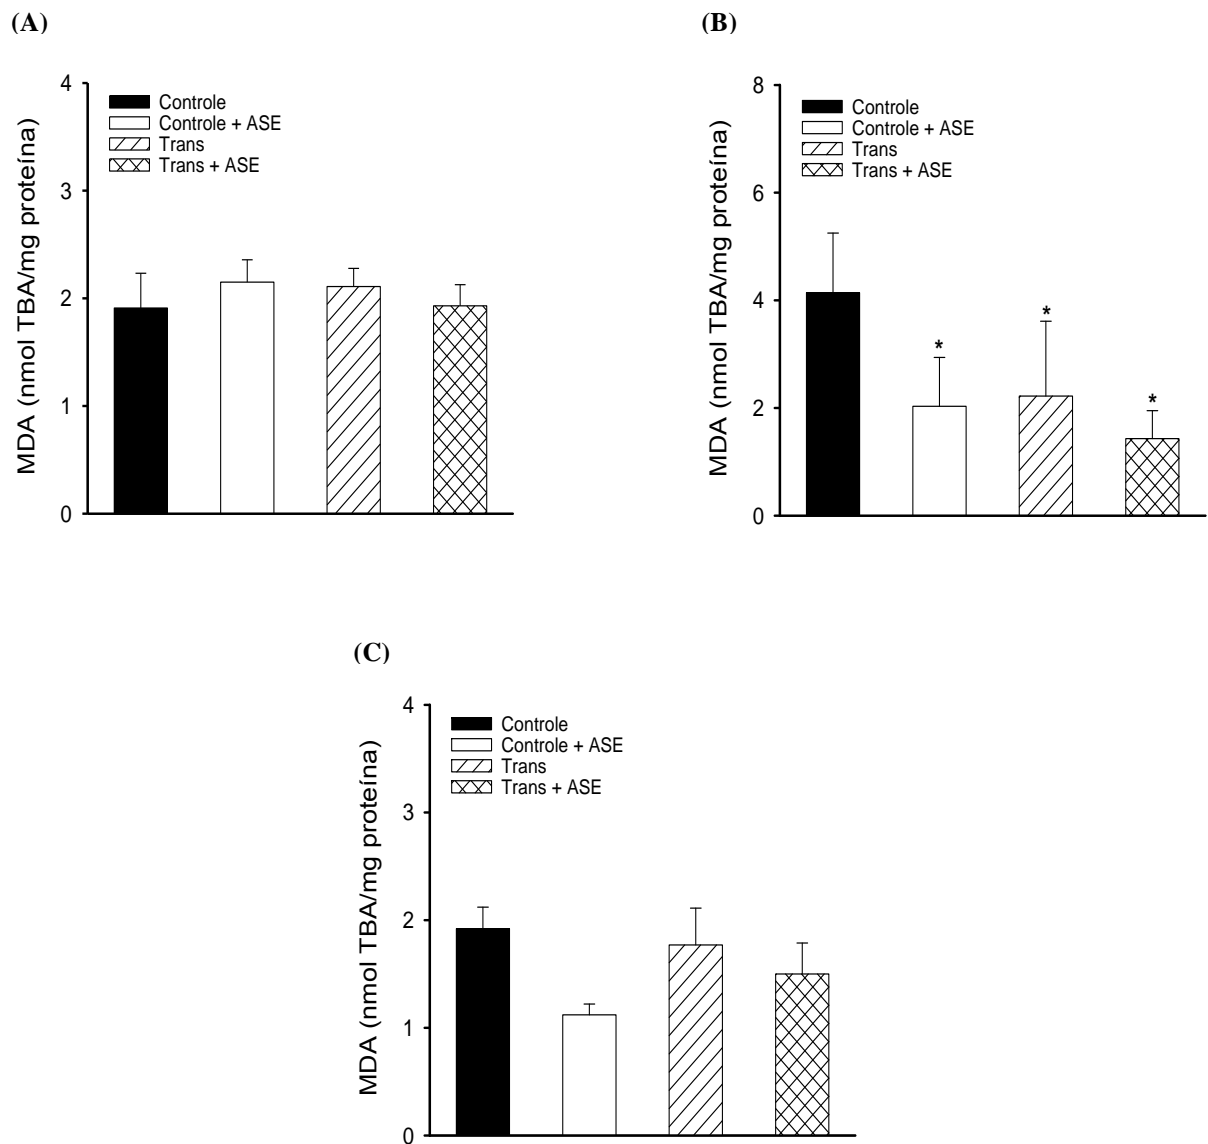 (A)
MDA (nmol TBA/mg proteína)
4
3
2
1
0
Controle
Controle + ASE
Trans
Trans + ASE
(B)
MDA (nmol TBA/mg proteína)
8
6
4
2
0
Controle
Controle + ASE
Trans
Trans + ASE
*
*
*
(C)
MDA (nmol TBA/mg proteína)
4
3
2
1
0
Controle
Controle + ASE
Trans
Trans + ASE